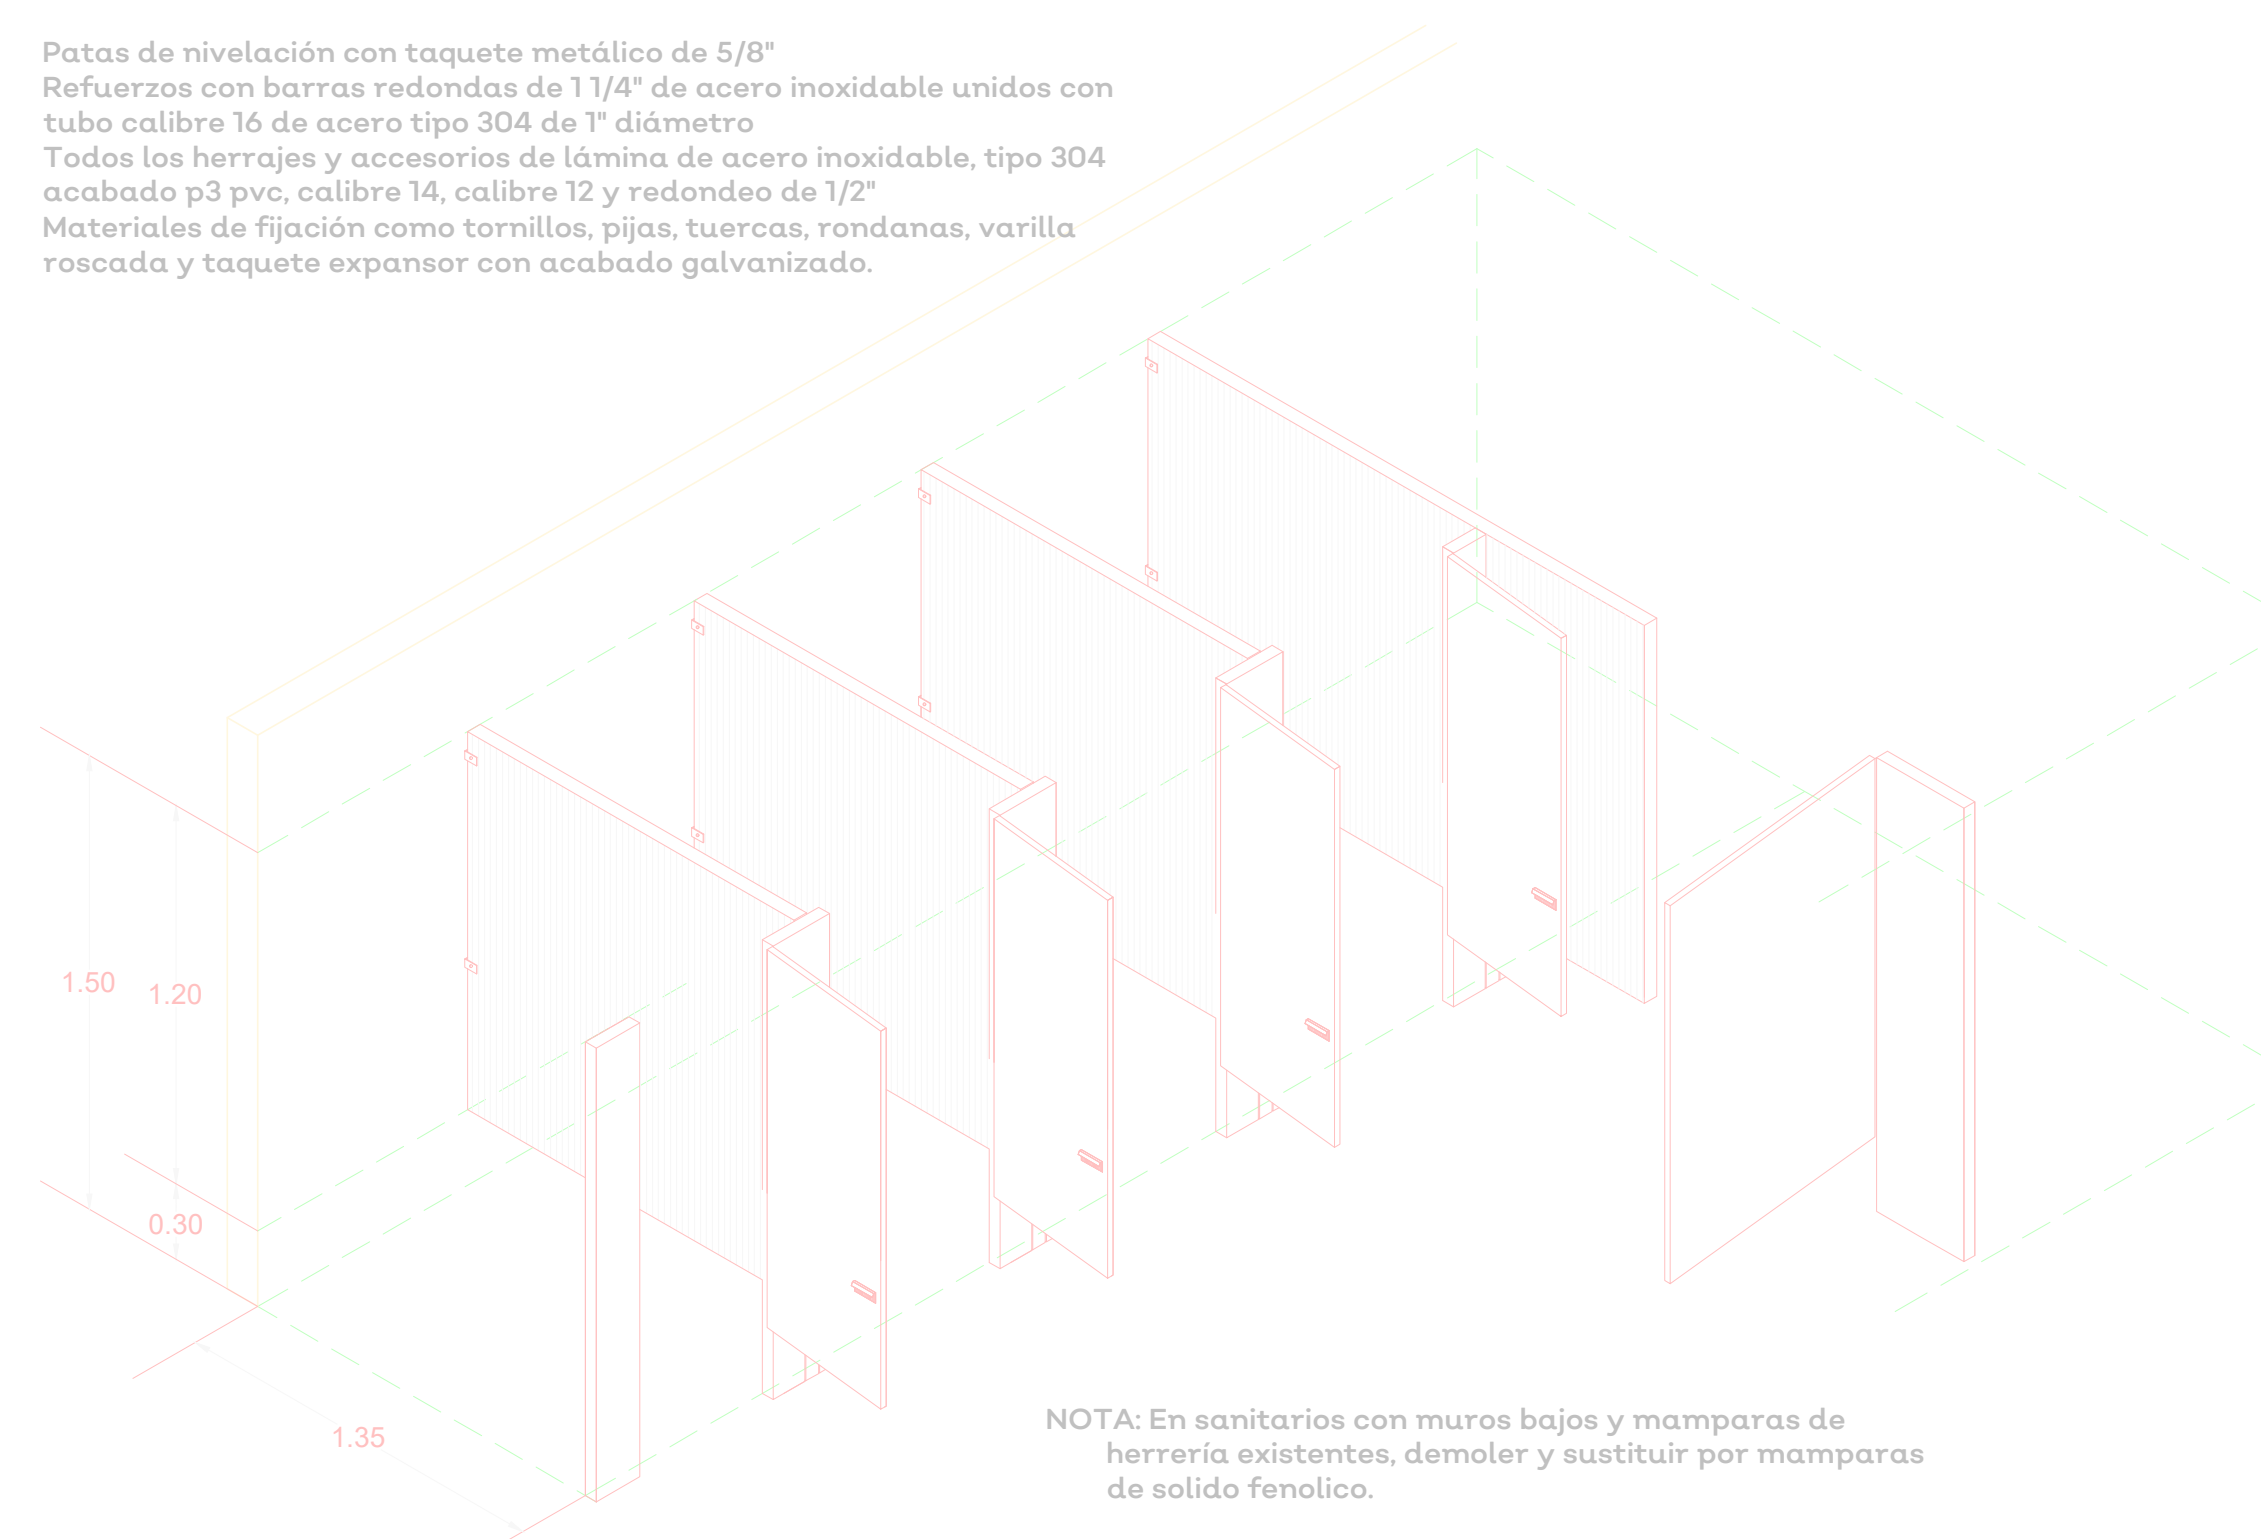 Patas de nivelación con taquete metálico de 5/8"
Refuerzos con barras redondas de 1 1/4" de acero inoxidable unidos con
tubo calibre 16 de acero tipo 304 de 1" diámetro
Todos los herrajes y accesorios de lámina de acero inoxidable, tipo 304
acabado p3 pvc, calibre 14, calibre 12 y redondeo de 1/2"
Materiales de fijación como tornillos, pijas, tuercas, rondanas, varilla
roscada y taquete expansor con acabado galvanizado.
1.50
1.20
0.30
1.35
NOTA: En sanitarios con muros bajos y mamparas de
herrería existentes, demoler y sustituir por mamparas
de solido fenolico.